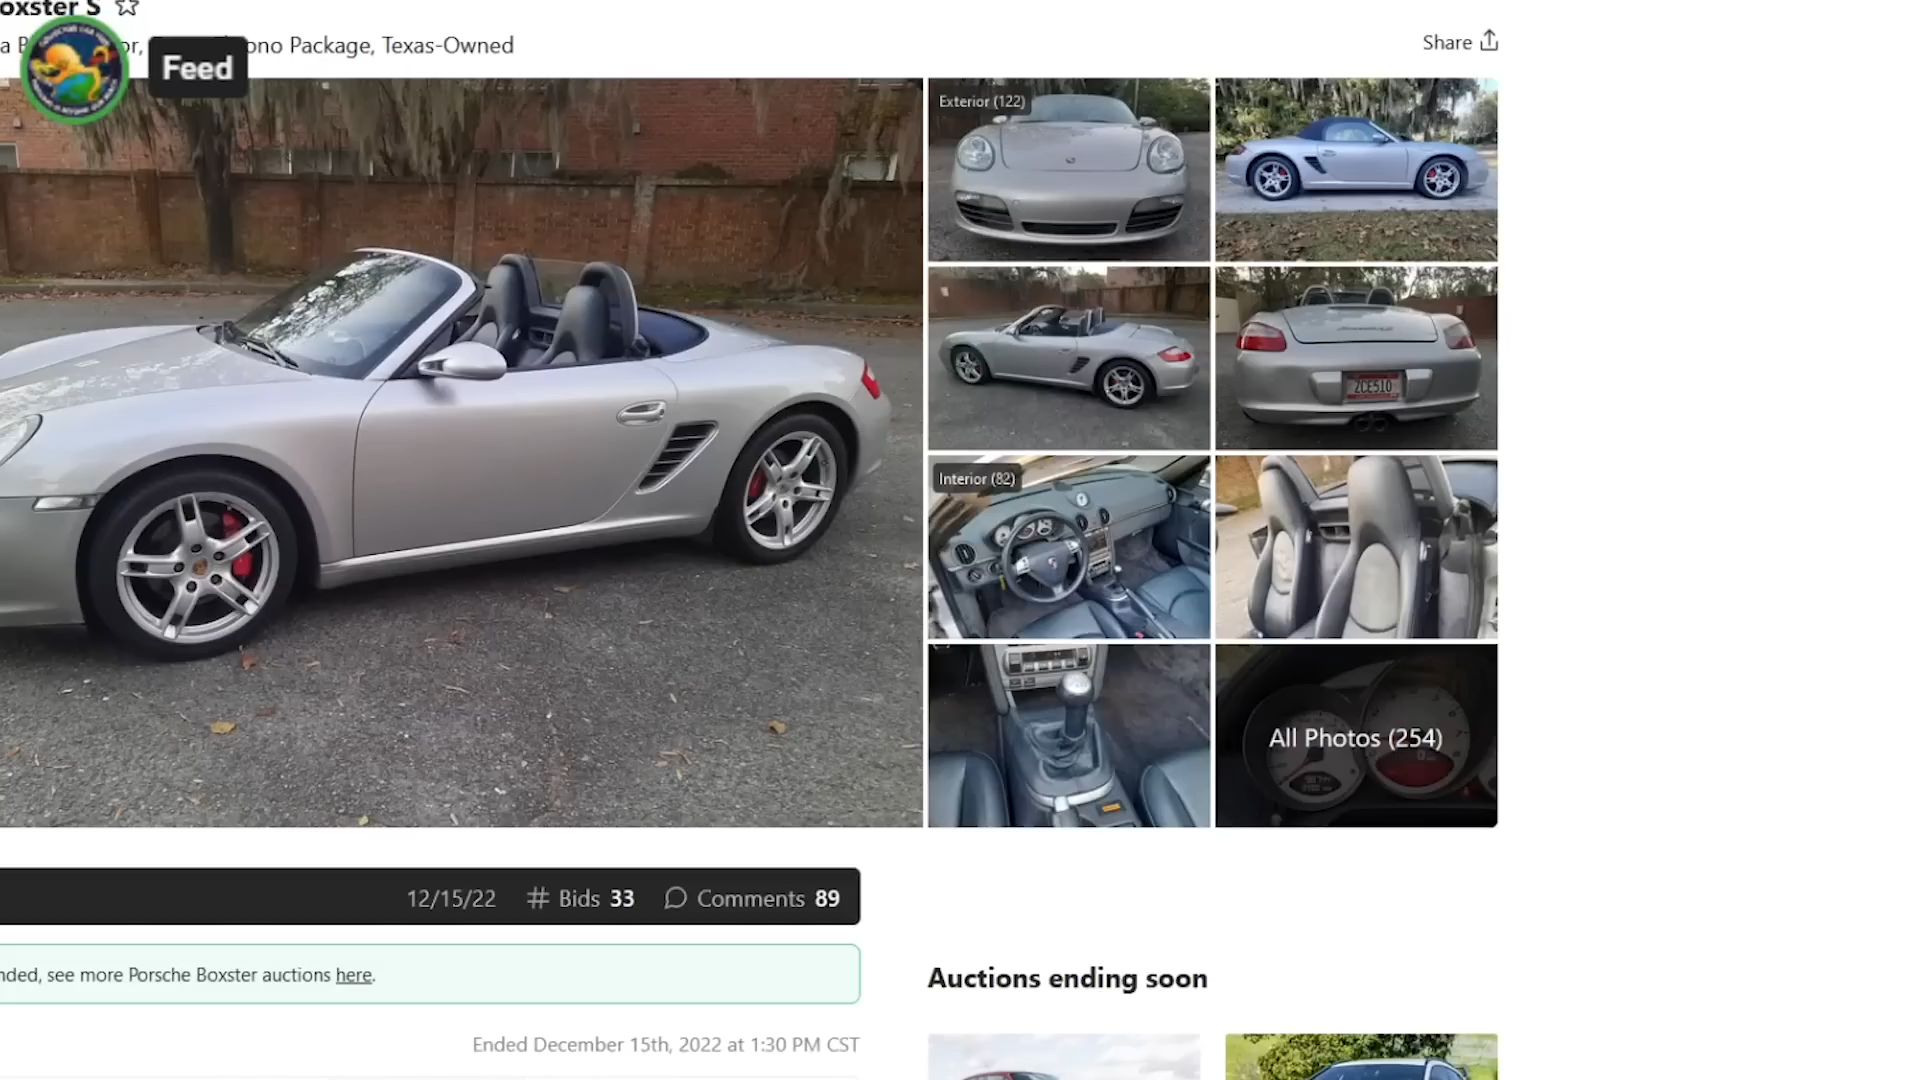 oxster S
Feed
ono Package, Texas-Owned
Share
Exterior (122)
2CE510
Interior (82)
All Photos (254)
12/15/22 # Bids 33 Comments 89
nded, see more Porsche Boxster auctions here.
Auctions ending soon
Ended December 15th, 2022 at 1:30 PM CST